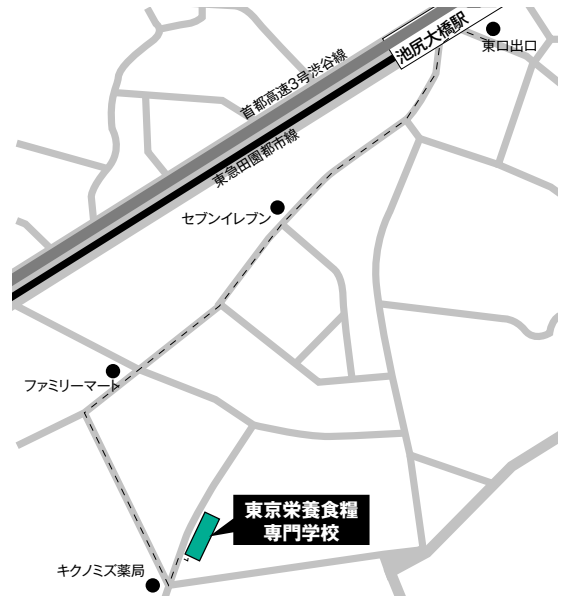 池尻大橋駅
東口出口
首都高速3号渋谷線
東急田園都市線
セブンイレブン
ファミリーマート
東京栄養食糧
専門学校
キクノミズ薬局